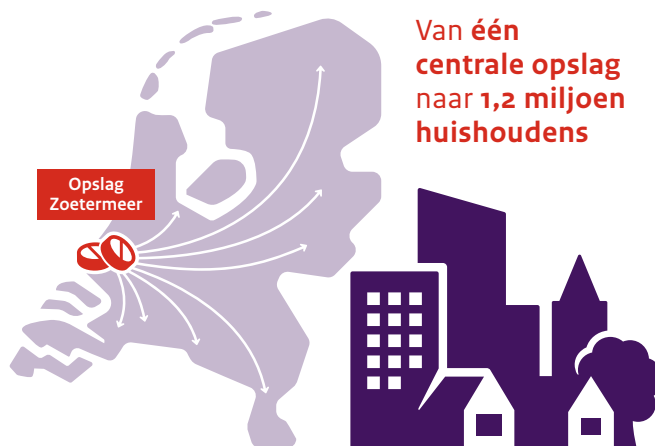 Van één
centrale opslag
naar 1,2 miljoen
huishoudens
Opslag
Zoetermeer